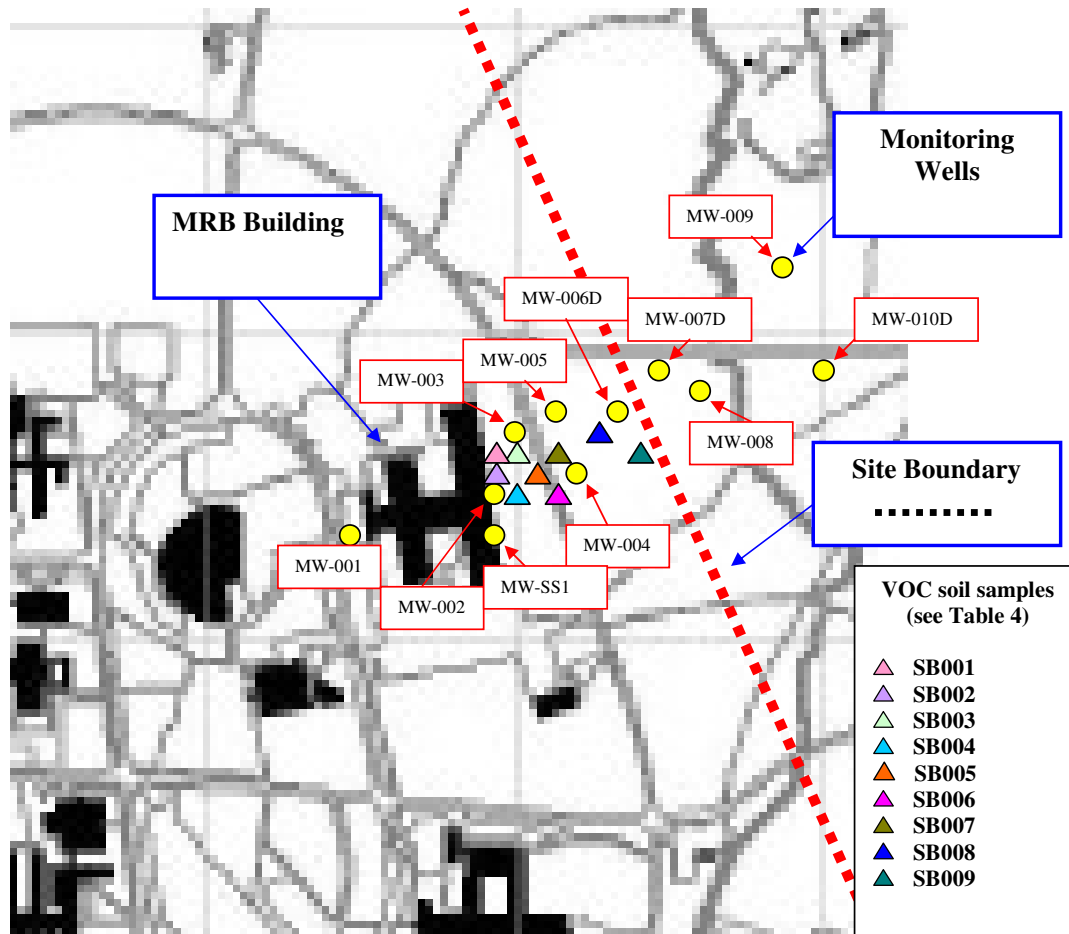 Monitoring
Wells
MRB Building
MW-009
MW-006D
MW-007D
MW-010D
MW-005
MW-003
MW-008
Site Boundary
MW-004
MW-001
MW-SS1
MW-002
VOC soil samples
(see Table 4)
SB001
SB002
SB003
SB004
SB005
SB006
SB007
SB008
SB009